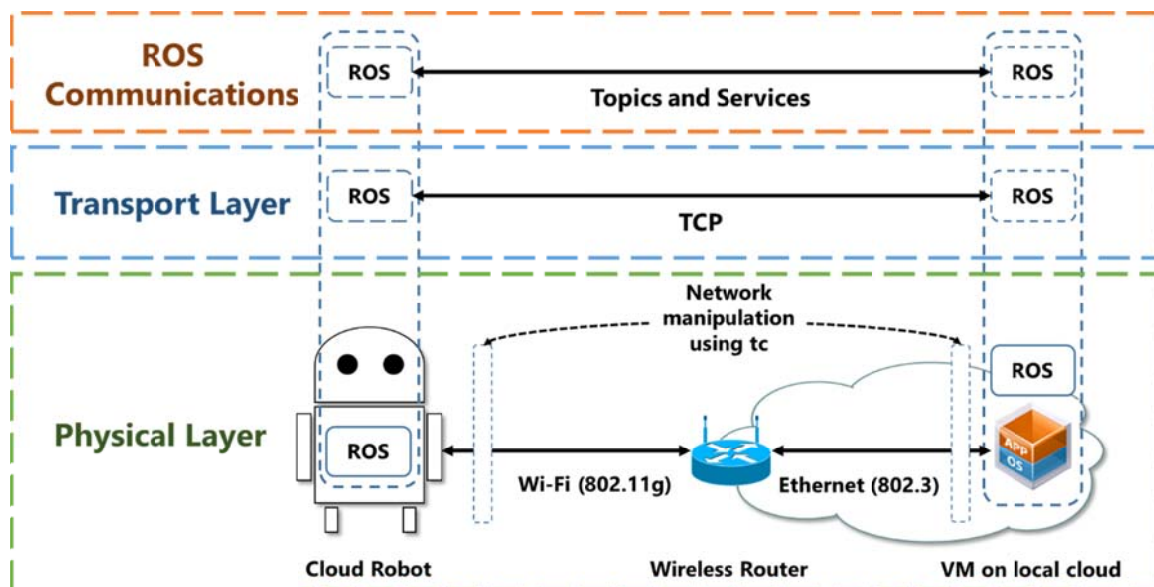 ROS
Communications
ROS
ROS
Topics and Services
Transport Layer
ROS
ROS
TCP
Network
manipulation
using tc
ROS
Physical Layer
ROS
APP
OS
Wi-Fi (802.11g)
Ethernet (802.3)
Cloud Robot
Wireless Router
VM on local cloud